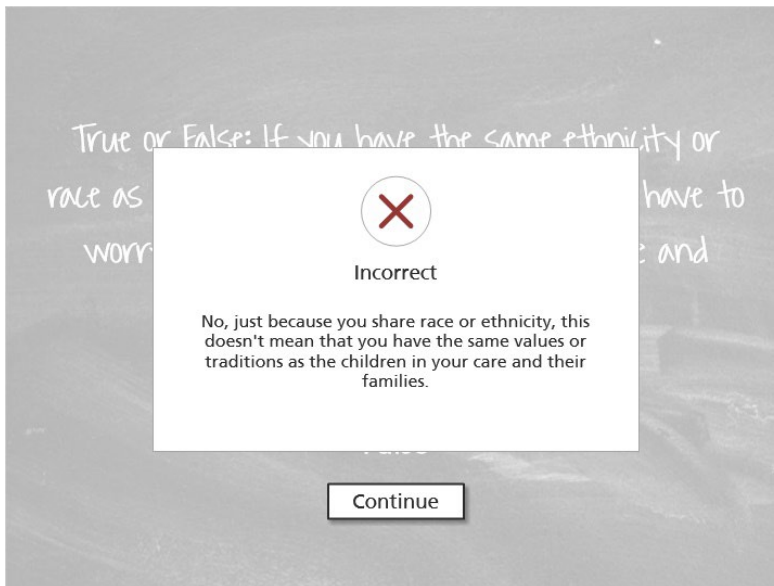 True or False: If you have the same ethnicity or
race as have to
and
Incorrect
No, just because you share race or ethnicity, this
doesn't mean that you have the same values or
traditions as the children in your care and their
families.
Continue